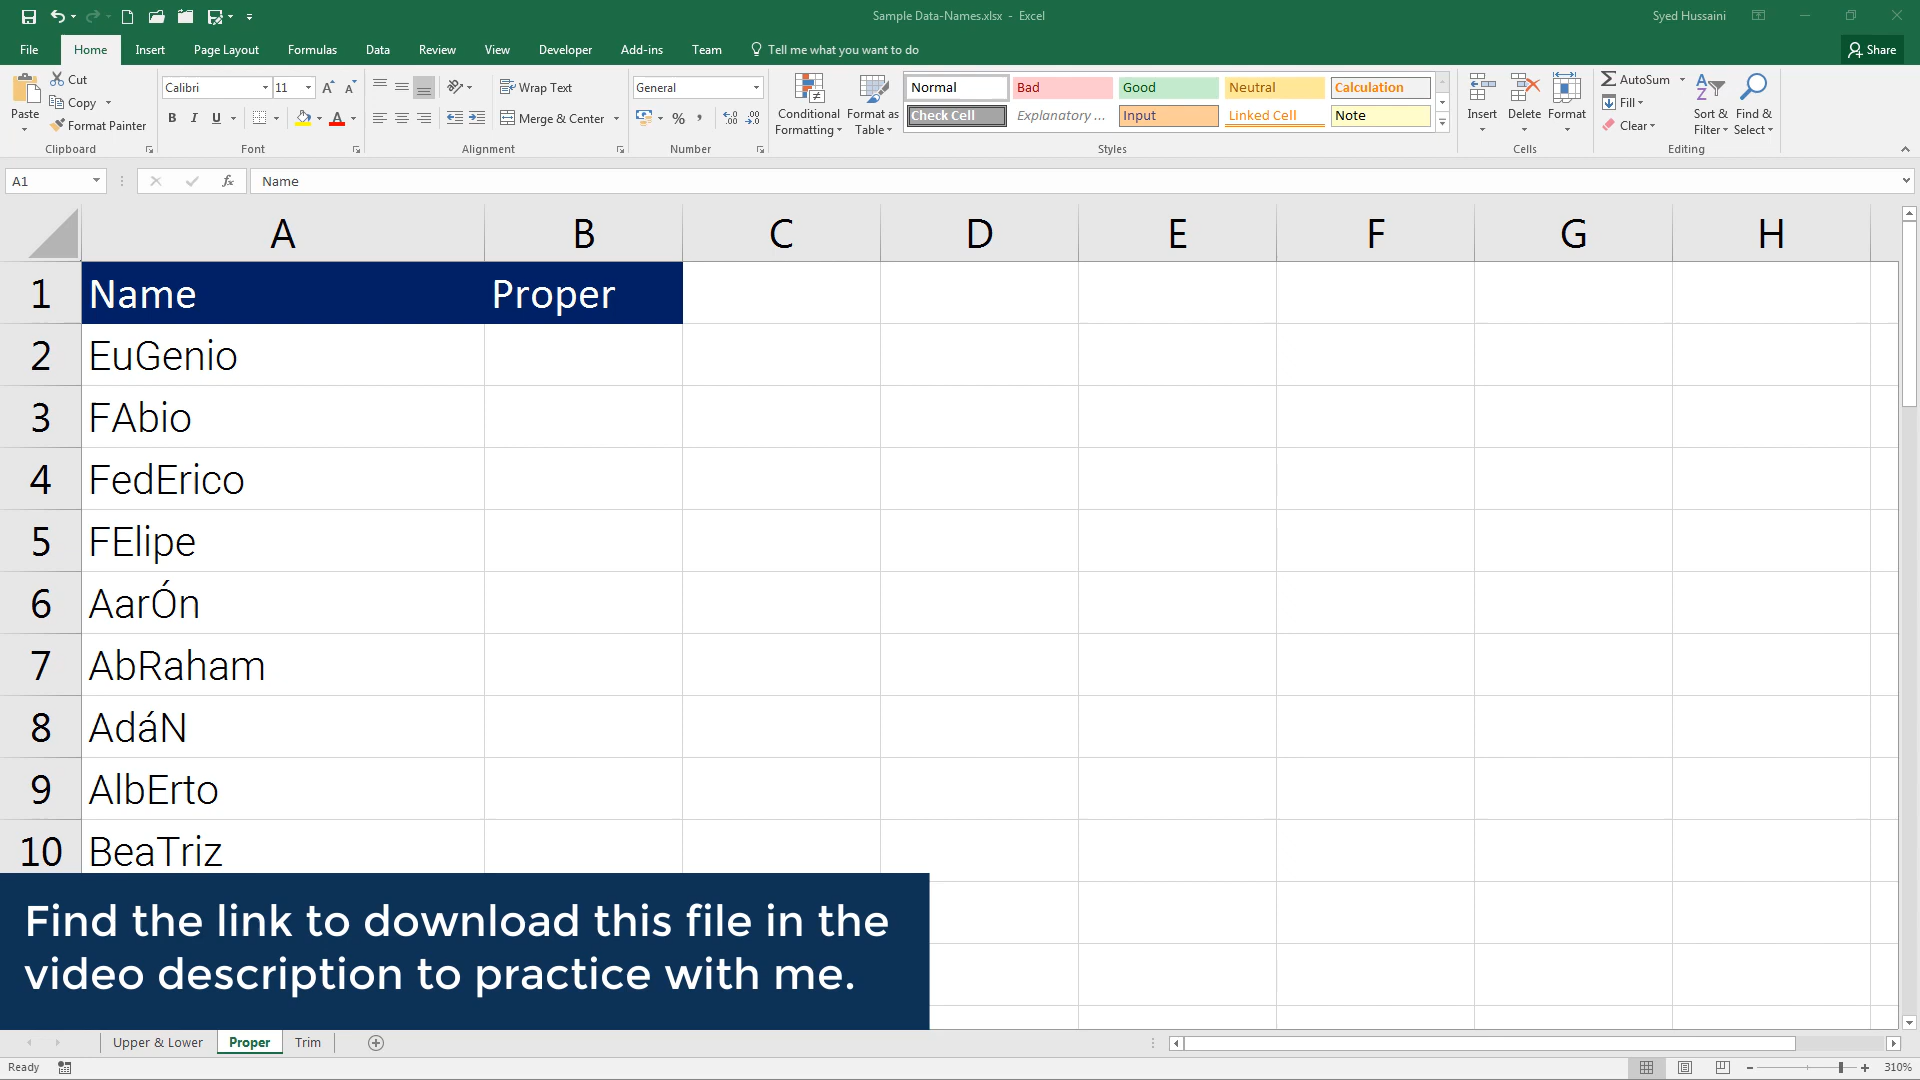 Sample Data-Names.xlsx - Excel
Syed Hussaini
File Home Insert Page Layout Formulas Data Review View Developer Add-ins Team Tell me what you want to do Share
Paste
Cut
Copy
Format Painter
Clipboard
Calibri 11
B I U
Font
Wrap Text
Merge & Center
Alignment
General
% ,
Number
Conditional Formatting
Format as Table
Normal Bad Good Neutral Calculation
Check Cell Explanatory ... Input Linked Cell Note
Styles
Insert Delete Format
Cells
AutoSum
Fill
Clear
Sort & Filter
Find & Select
Editing
A1 fx Name
A B C D E F G H
1 Name Proper
2 EuGenio
3 FAbio
4 FedErico
5 FElipe
6 AarÓn
7 AbRaham
8 AdáN
9 AlbErto
10 BeaTriz
Find the link to download this file in the
video description to practice with me.
Upper & Lower Proper Trim
Ready
310%